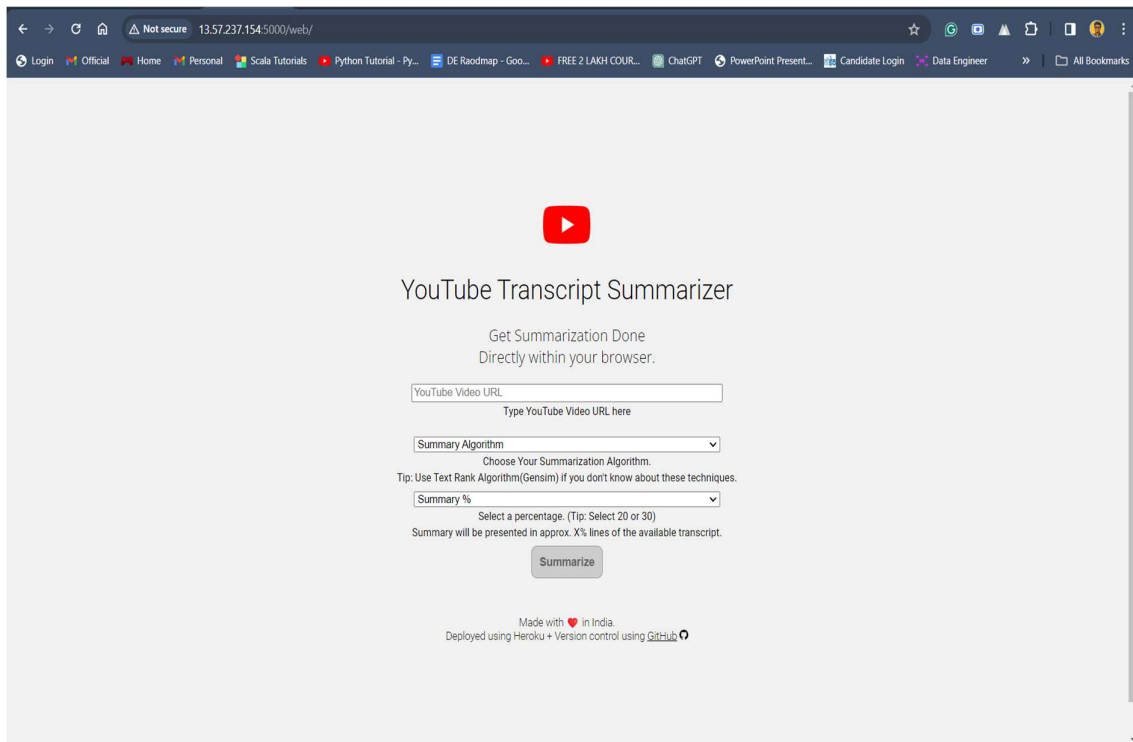 Not secure 13.57.237.154:5000/web/
Login Official Home Personal Scala Tutorials Python Tutorial - Py... DE Raodmap - Goo... FREE 2 LAKH COUR... ChatGPT PowerPoint Present... Candidate Login Data Engineer » All Bookmarks
YouTube Transcript Summarizer
Get Summarization Done
Directly within your browser.
YouTube Video URL
Type YouTube Video URL here
Summary Algorithm
Choose Your Summarization Algorithm.
Tip: Use Text Rank Algorithm(Gensim) if you don't know about these techniques.
Summary %
Select a percentage. (Tip: Select 20 or 30)
Summary will be presented in approx. X% lines of the available transcript.
Summarize
Made with ❤ in India.
Deployed using Heroku + Version control using GitHub